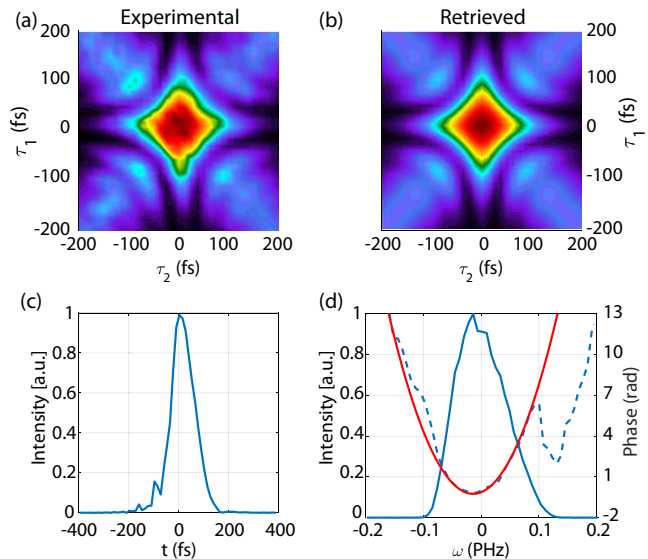 (a) Experimental (b) Retrieved
200 200
100 100
τ1 (fs) 0 0 τ1 (fs)
-100 -100
-200 -200
-200 -100 0 100 200 -200 -100 0 100 200
τ2 (fs) τ2 (fs)
(c) (d)
1 1 13
0.8 0.8 10
0.6 0.6 7
Intensity [a.u.] Intensity [a.u.] Phase (rad)
0.4 0.4 4
0.2 0.2 1
0 0 -2
-400 -200 0 200 400 -0.2 -0.1 0 0.1 0.2
t (fs) ω (PHz)